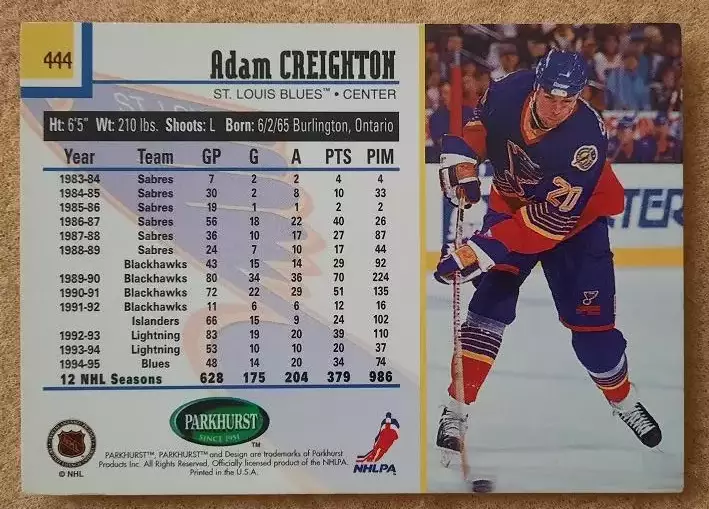 444
Adam CREIGHTON
ST. LOUIS BLUES™ • CENTER
Ht: 6'5" Wt: 210 lbs. Shoots: L Born: 6/2/65 Burlington, Ontario
Year Team GP G A PTS PIM
1983-84 Sabres 7 2 2 4 4
1984-85 Sabres 30 2 8 10 33
1985-86 Sabres 19 1 1 2 2
1986-87 Sabres 56 18 22 40 26
1987-88 Sabres 36 10 17 27 87
1988-89 Sabres 24 7 10 17 44
Blackhawks 43 15 14 29 92
1989-90 Blackhawks 80 34 36 70 224
1990-91 Blackhawks 72 22 29 51 135
1991-92 Blackhawks 11 6 6 12 16
Islanders 66 15 9 24 102
1992-93 Lightning 83 19 20 39 110
1993-94 Lightning 53 10 10 20 37
1994-95 Blues 48 14 20 34 74
12 NHL Seasons 628 175 204 379 986
PARKHURST
SINCE 1951
™
NHL
© NHL
PARKHURST™, PARKHURST™ and Design are trademarks of Parkhurst
Products Inc. All Rights Reserved. Officially licensed product of the NHLPA.
Printed in the U.S.A.
NHLPA
20